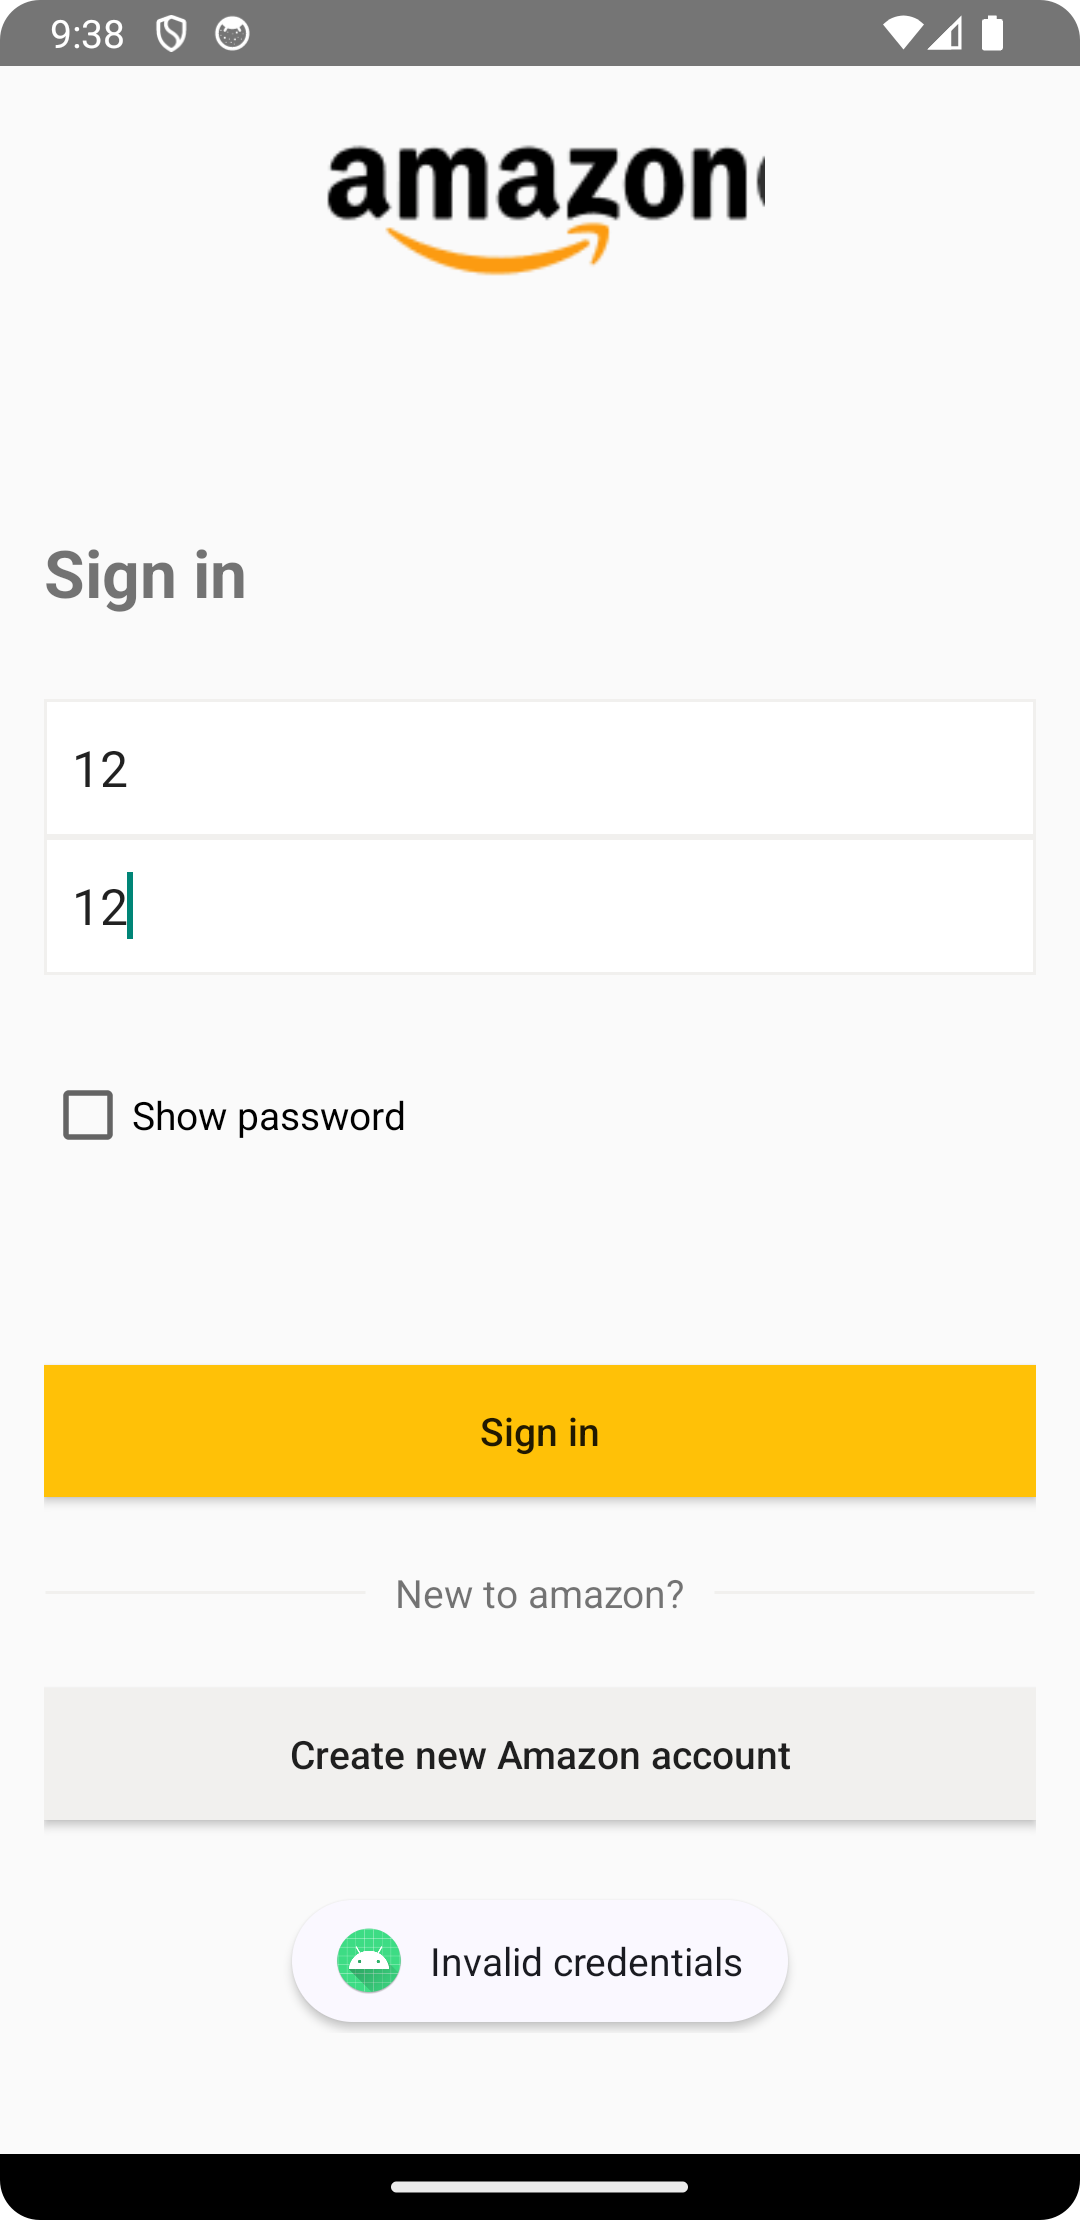 9:38
amazon
Sign in
12
12
Show password
Sign in
New to amazon?
Create new Amazon account
Invalid credentials